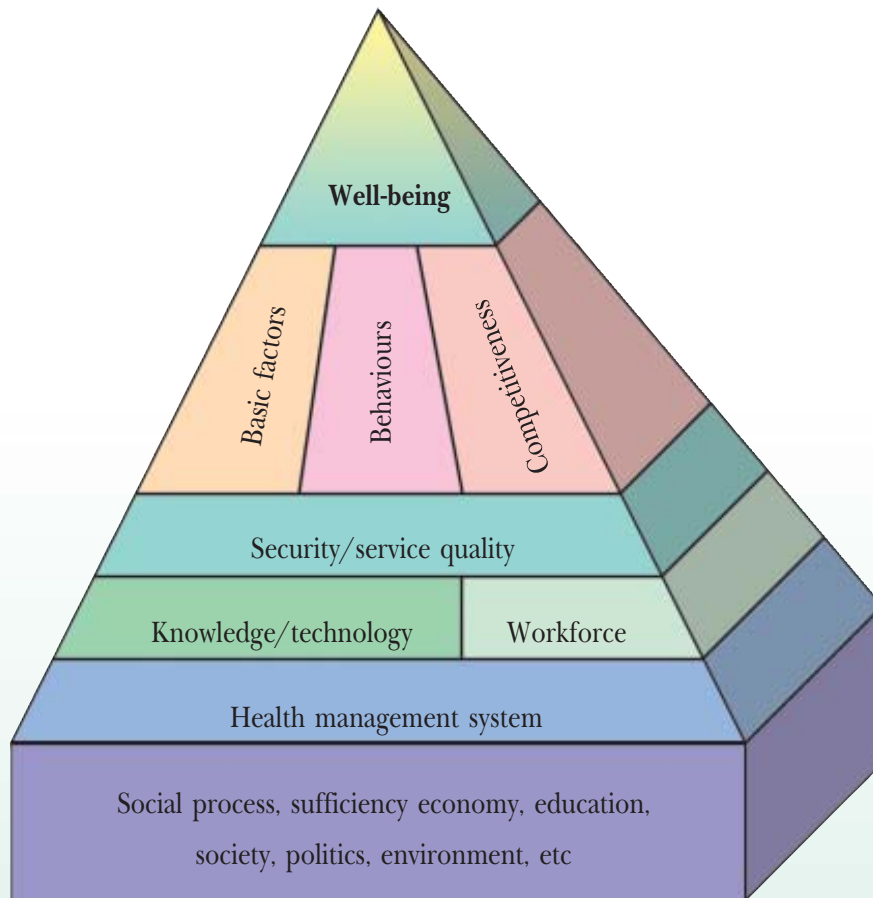 Well-being
Basic factors
Behaviours
Competitiveness
Security/service quality
Knowledge/technology
Workforce
Health management system
Social process, sufficiency economy, education,
society, politics, environment, etc